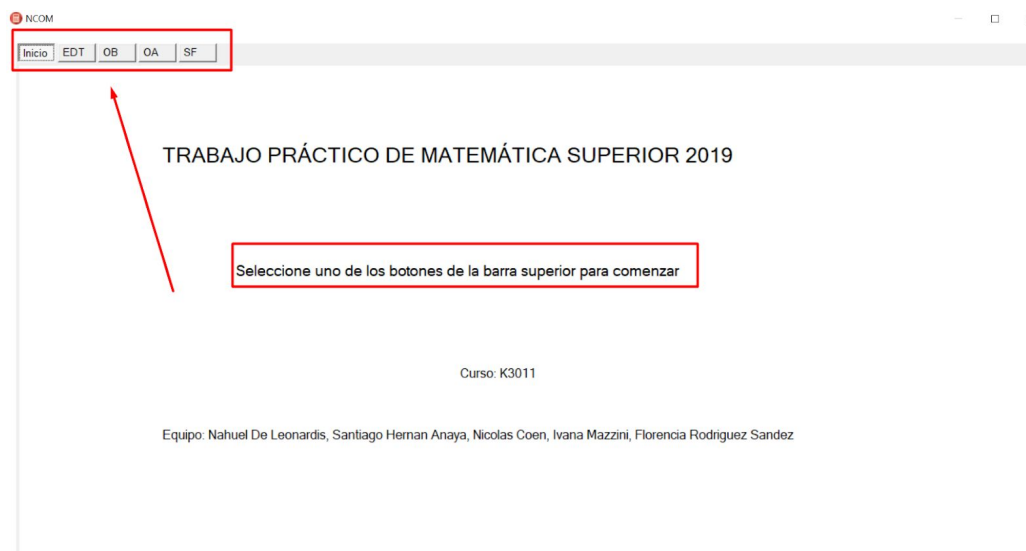 NCOM
Inicio EDT OB OA SF
TRABAJO PRÁCTICO DE MATEMÁTICA SUPERIOR 2019
Seleccione uno de los botones de la barra superior para comenzar
Curso: K3011
Equipo: Nahuel De Leonardis, Santiago Hernan Anaya, Nicolas Coen, Ivana Mazzini, Florencia Rodriguez Sandez